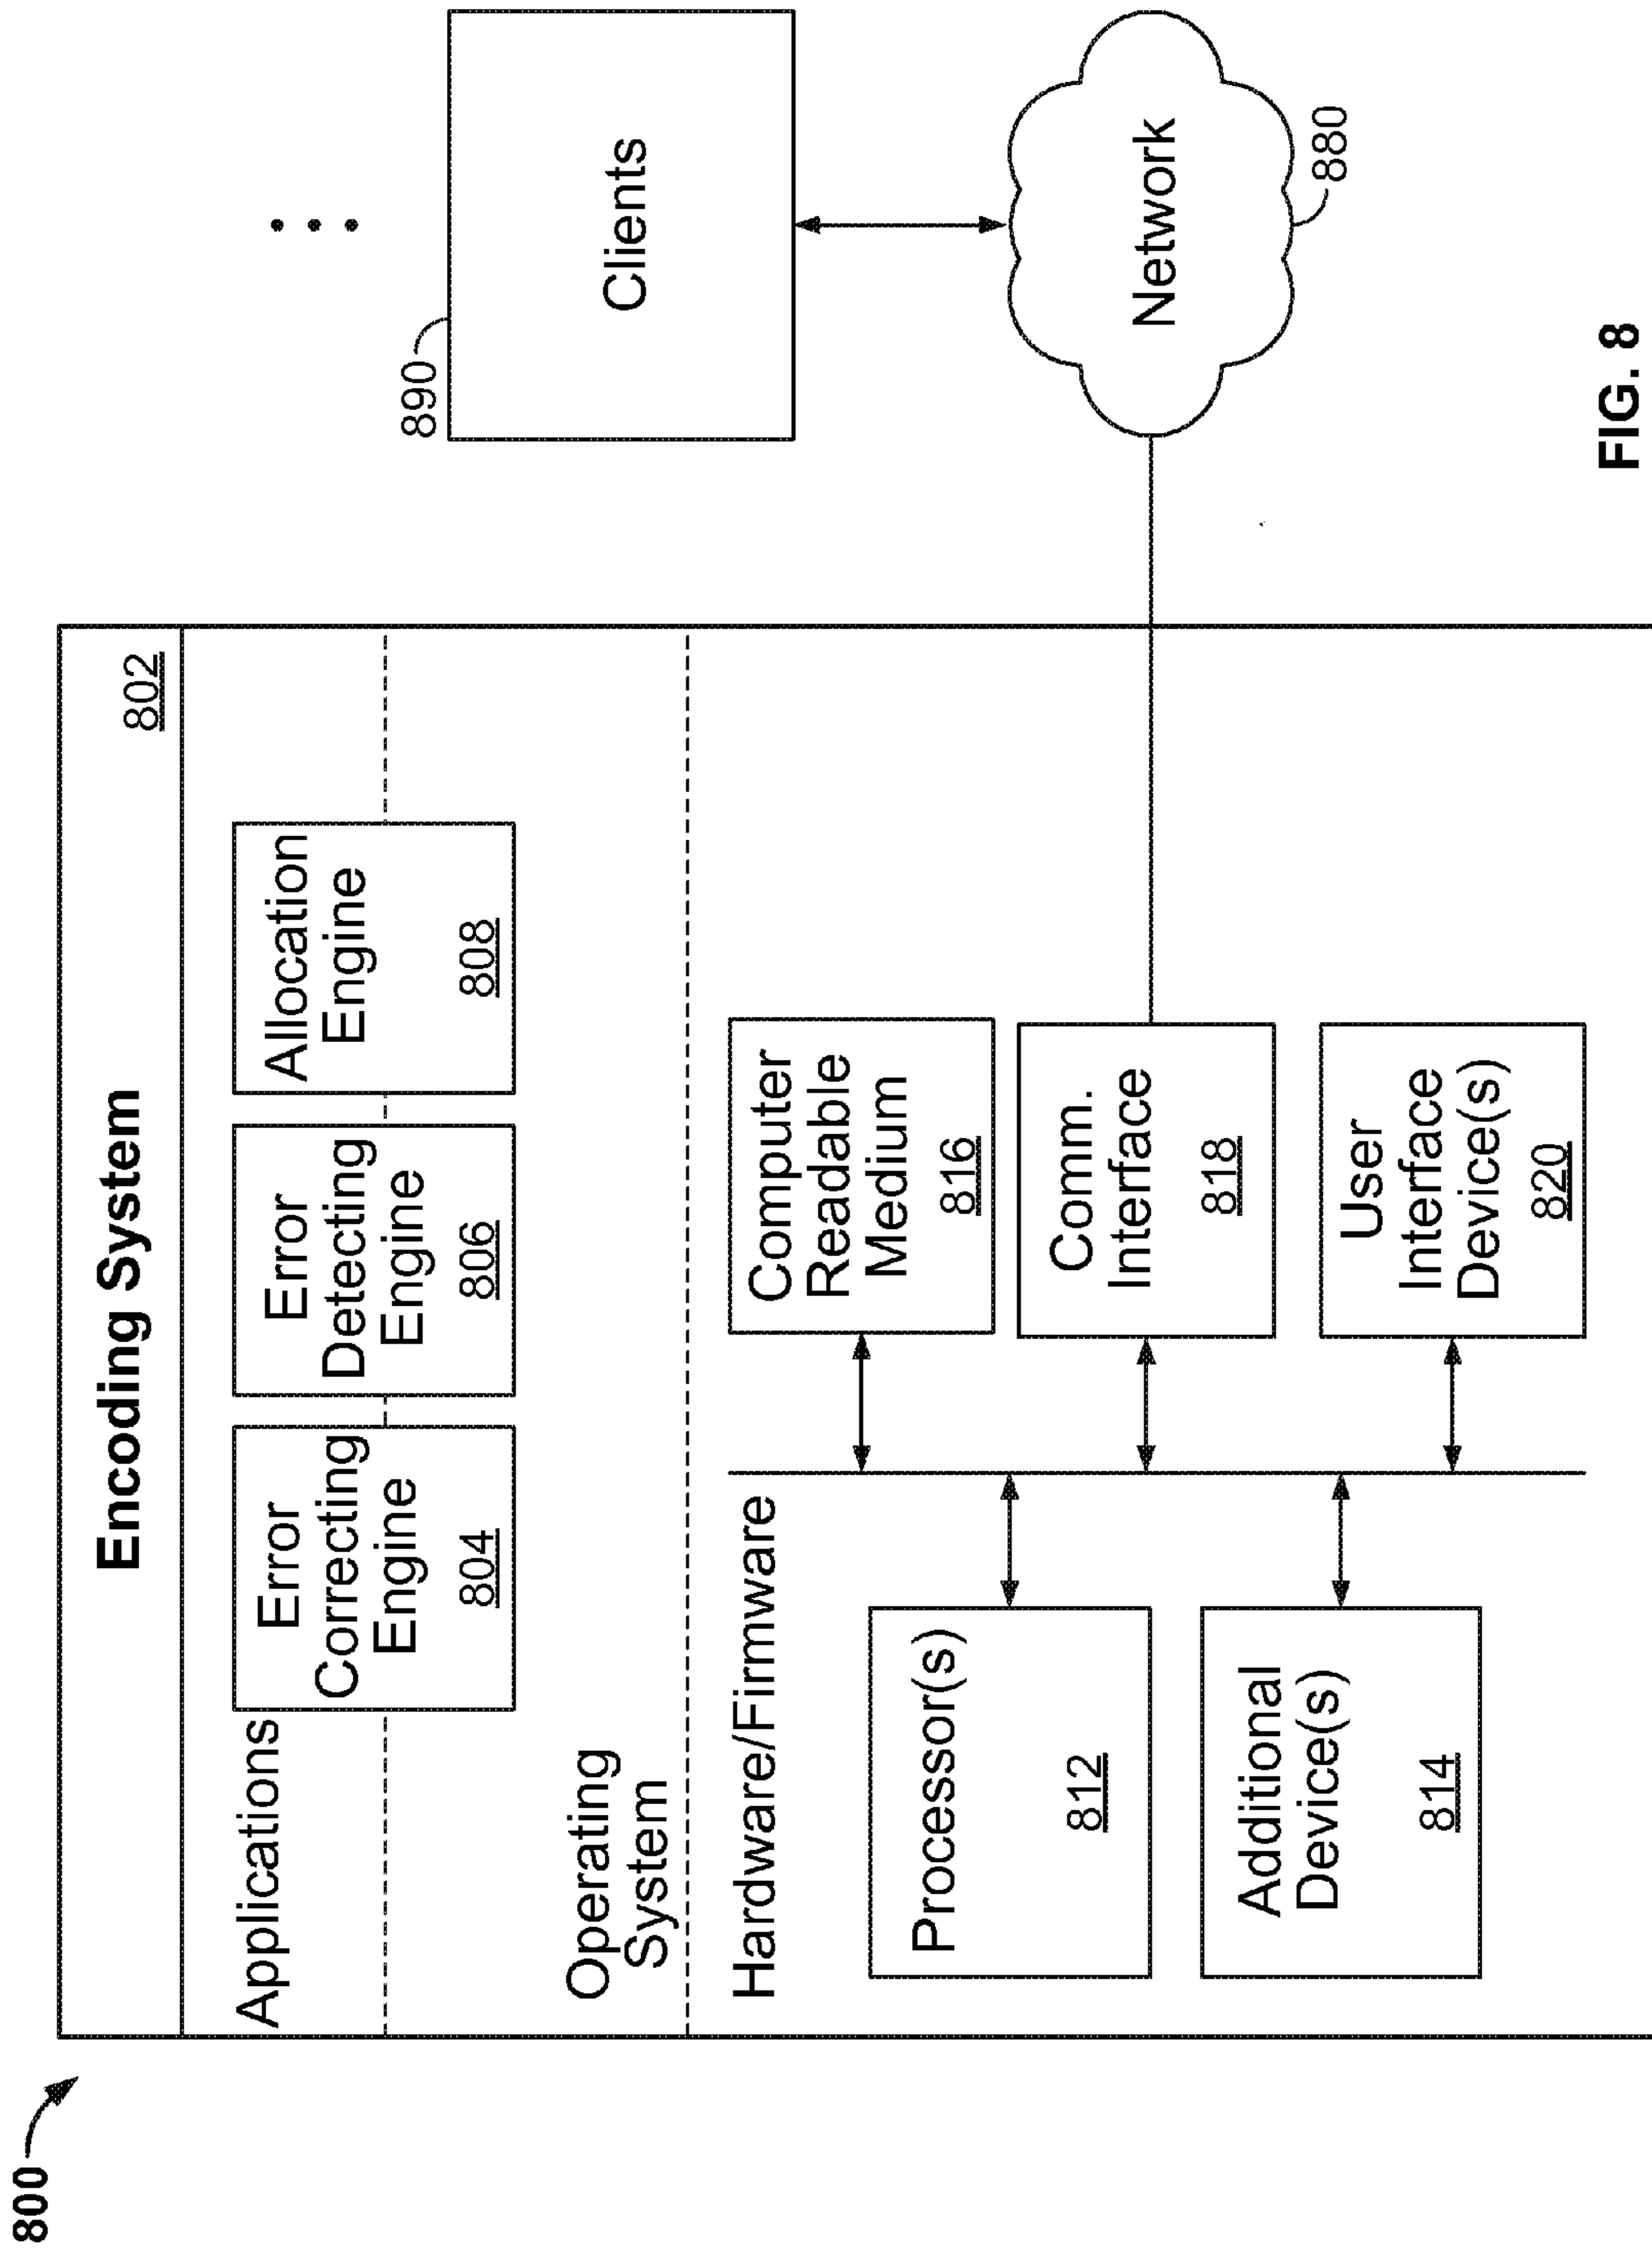 800
Encoding System
802
Applications
Error
Correcting
Engine
804
Error
Detecting
Engine
806
Allocation
Engine
808
Operating
System
Hardware/Firmware
Processor(s)
812
Additional
Device(s)
814
Computer
Readable
Medium
816
Comm.
Interface
818
User
Interface
Device(s)
820
890
Clients
Network
880
FIG. 8